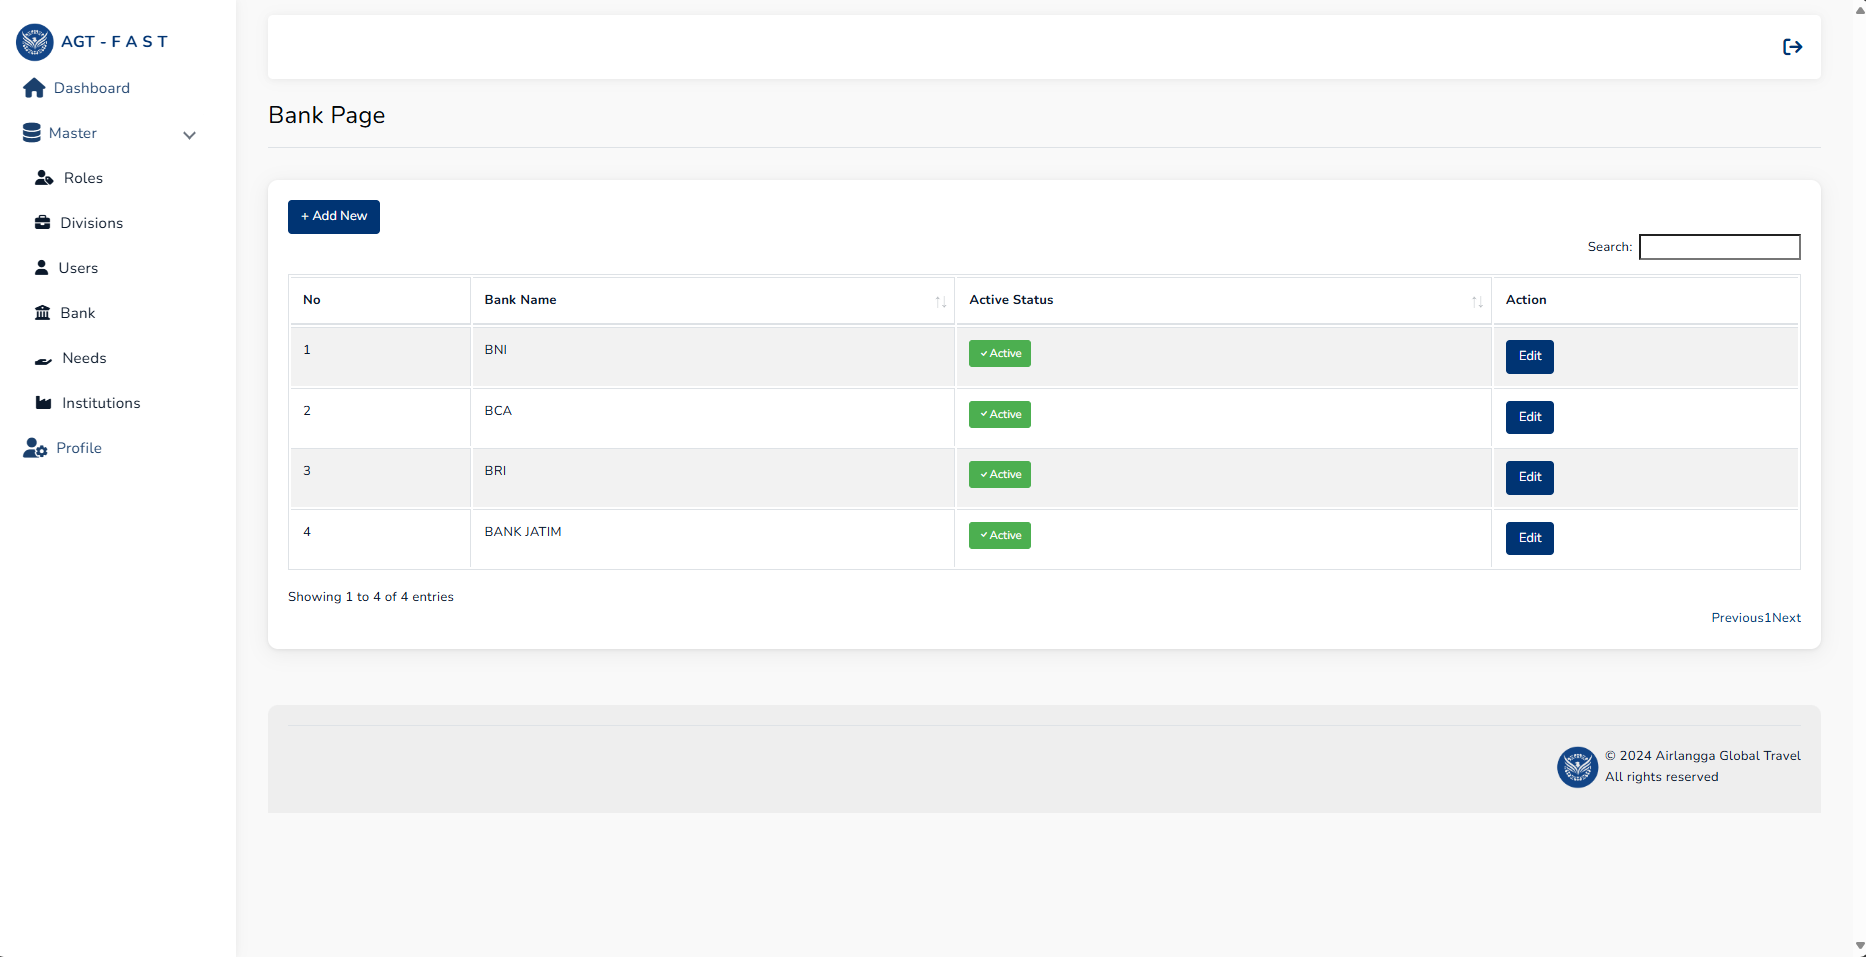 AGT - F A S T
Dashboard
Master
Roles
Divisions
Users
Bank
Needs
Institutions
Profile
Bank Page
+ Add New
Search:
No Bank Name Active Status Action
1 BNI Active Edit
2 BCA Active Edit
3 BRI Active Edit
4 BANK JATIM Active Edit
Showing 1 to 4 of 4 entries
Previous1Next
© 2024 Airlangga Global Travel
All rights reserved